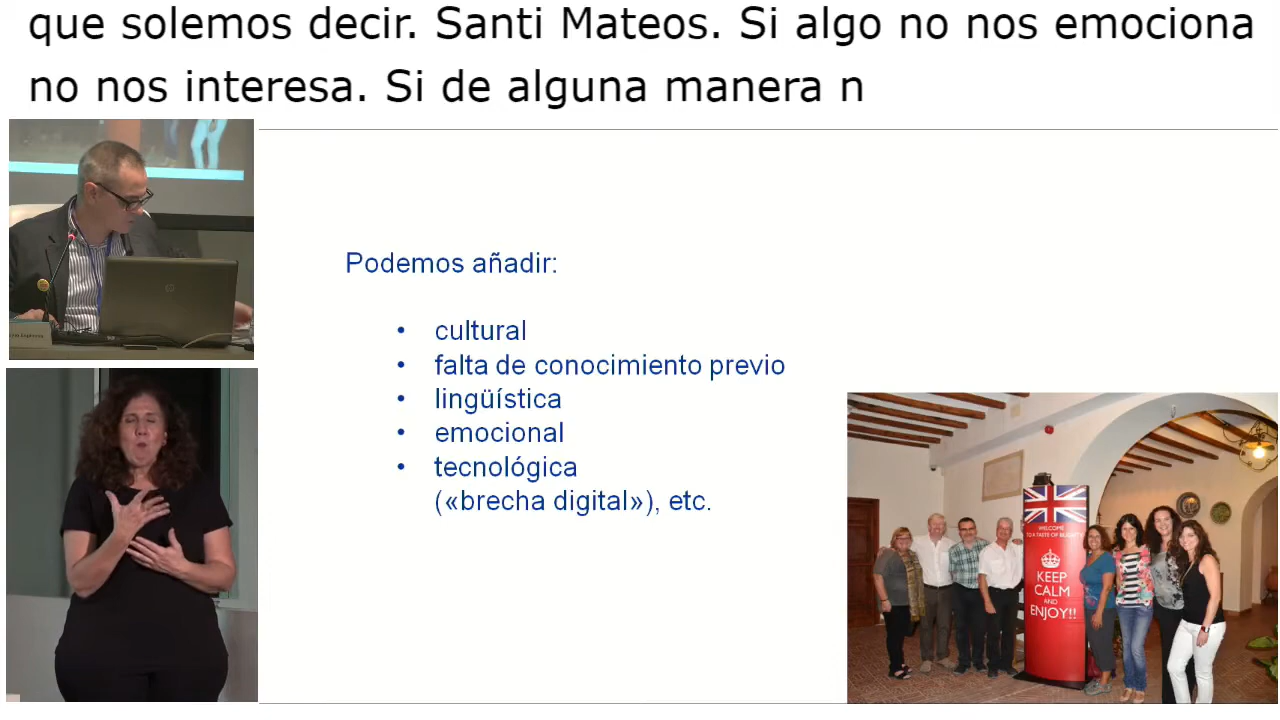 que solemos decir. Santi Mateos. Si algo no nos emociona
no nos interesa. Si de alguna manera n
Podemos añadir:
• cultural
• falta de conocimiento previo
• lingüística
• emocional
• tecnológica
(«brecha digital»), etc.
WELCOME
KEEP
CALM
AND
ENJOY!!